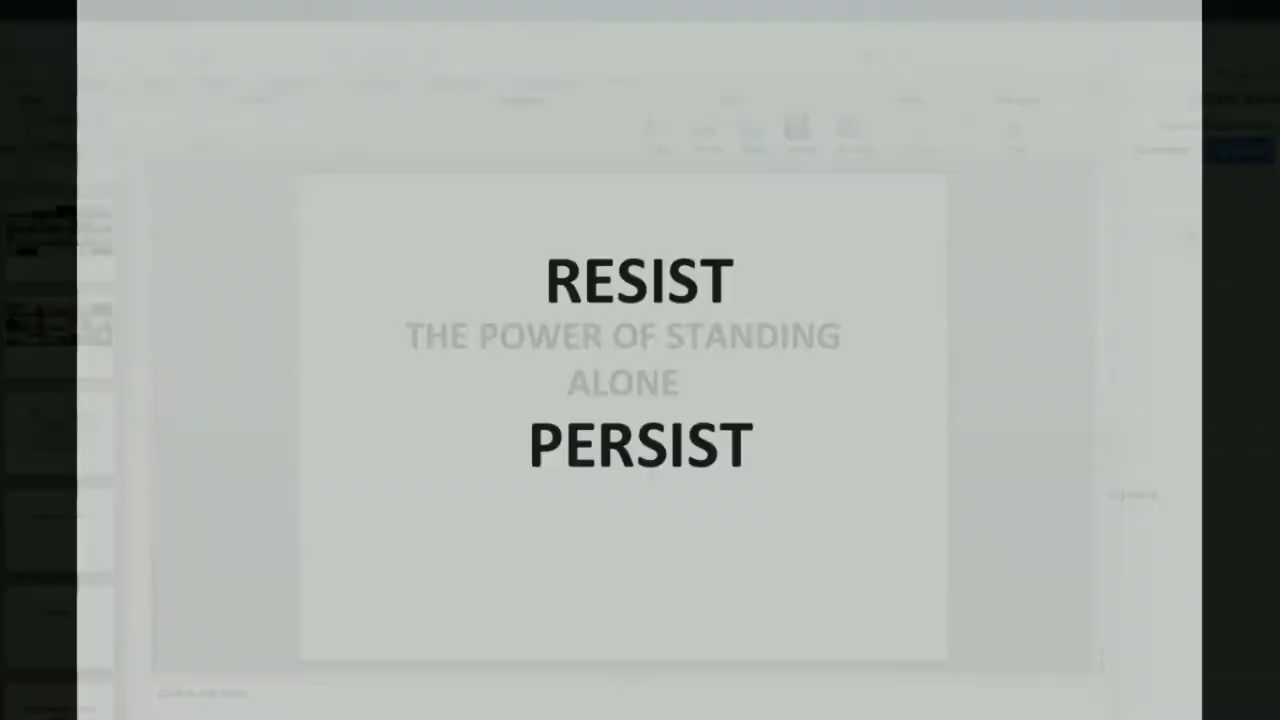 RESIST
THE POWER OF STANDING
ALONE
PERSIST